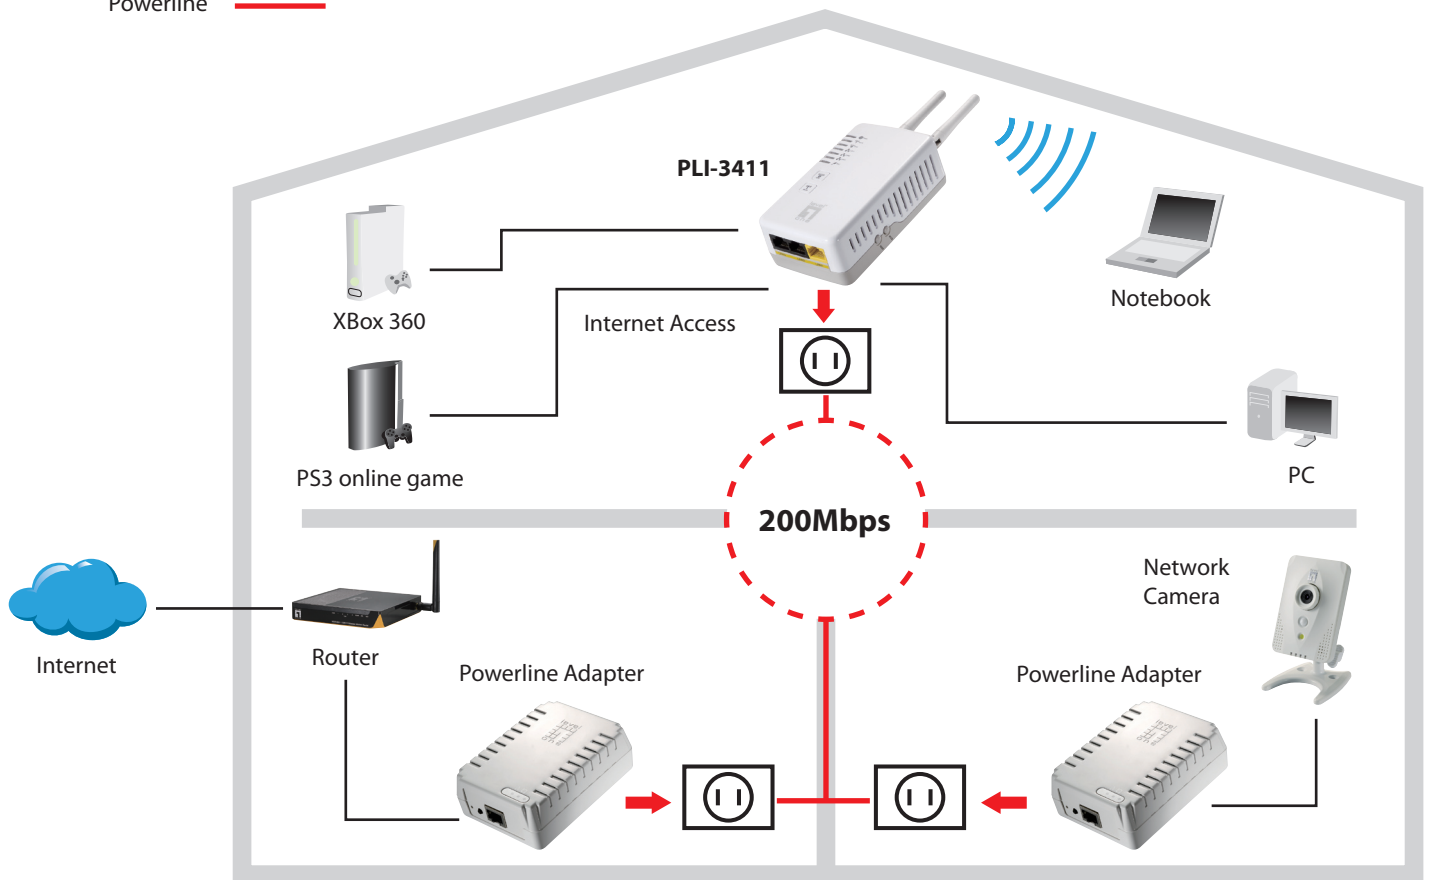 Powerline
PLI-3411
XBox 360
Internet Access
Notebook
PS3 online game
PC
200Mbps
Network
Camera
Internet
Router
Powerline Adapter
Powerline Adapter